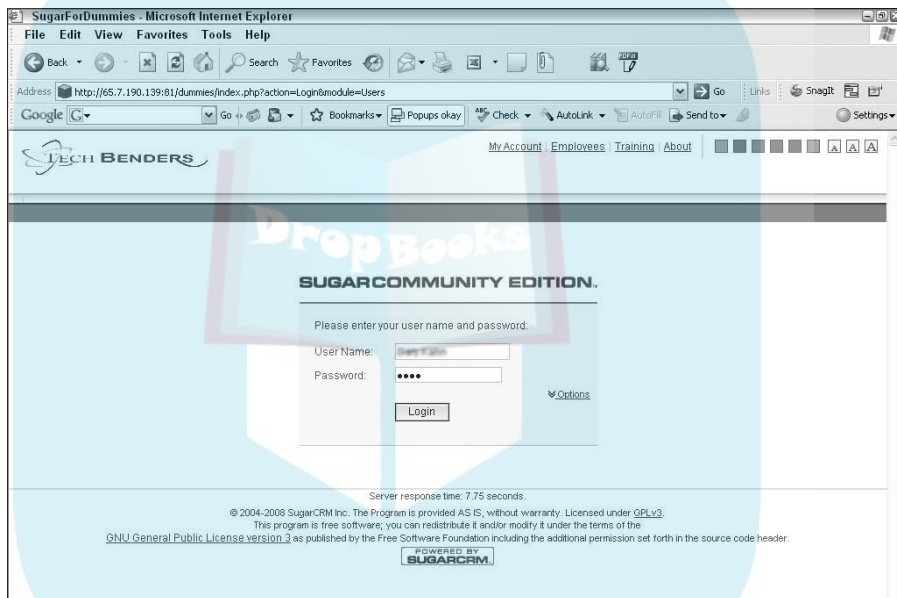 SugarForDummies - Microsoft Internet Explorer
File Edit View Favorites Tools Help
Back Search Favorites
Address http://65.7.190.139:81/dummies/index.php?action=Login&module=Users Go Links SnagIt
Google G Go Bookmarks Popups okay ABC Check AutoLink AutoFill Send to Settings
TECH BENDERS
My Account Employees Training About A A A
DropBooks
SUGARCOMMUNITY EDITION.
Please enter your user name and password:
User Name:
Password: ••••
Options
Login
Server response time: 7.75 seconds.
© 2004-2008 SugarCRM Inc. The Program is provided AS IS, without warranty. Licensed under GPLv3.
This program is free software; you can redistribute it and/or modify it under the terms of the
GNU General Public License version 3 as published by the Free Software Foundation including the additional permission set forth in the source code header.
POWERED BY
SUGARCRM.